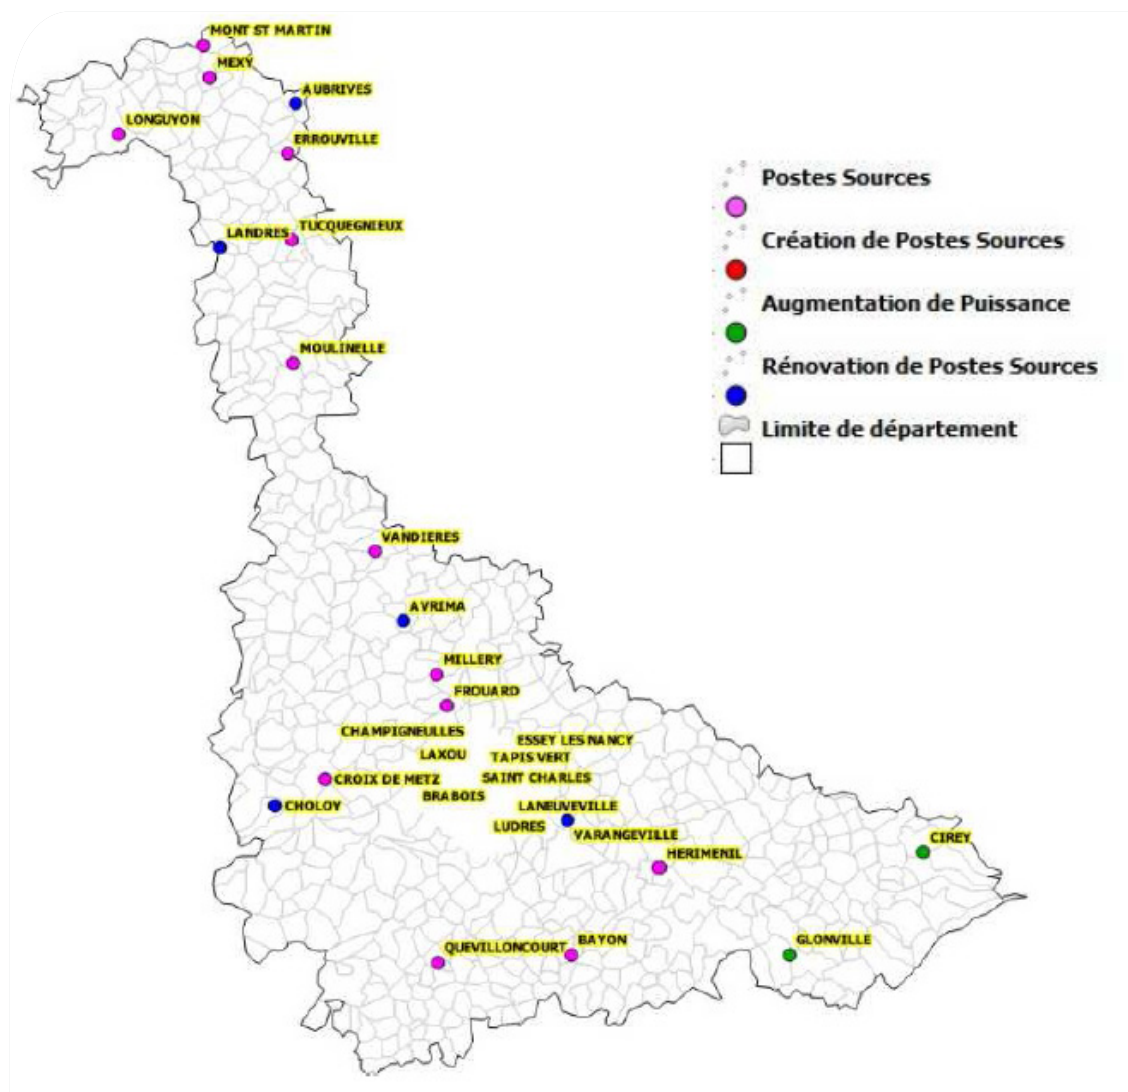 MONT ST MARTIN
MEXY
AUBRIVES
LONGUYON
ERROUVILLE
TUCQUEGNIEUX
LANDRES
MOULINELLE
VANDIERES
AVRIMA
MILLERY
FROUARD
CHAMPIGNEULLES
ESSEY LES NANCY
LAXOU
TAPIS VERT
CROIX DE METZ
SAINT CHARLES
BRABOIS
CHOLOY
LANEUVEVILLE
LUDRES
VARANGEVILLE
HERIMENIL
CIREY
QUEVILLONCOURT
BAYON
GLONVILLE
Postes Sources
Création de Postes Sources
Augmentation de Puissance
Rénovation de Postes Sources
Limite de département